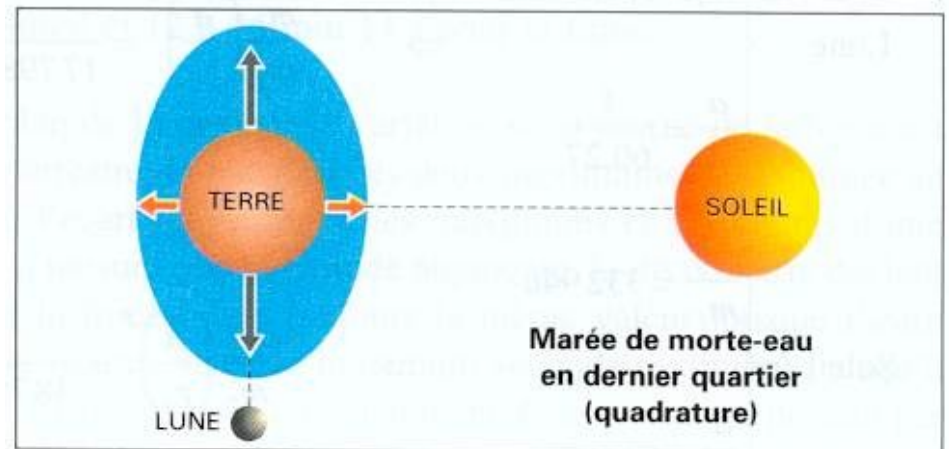 TERRE
SOLEIL
Marée de morte-eau
en dernier quartier
(quadrature)
LUNE